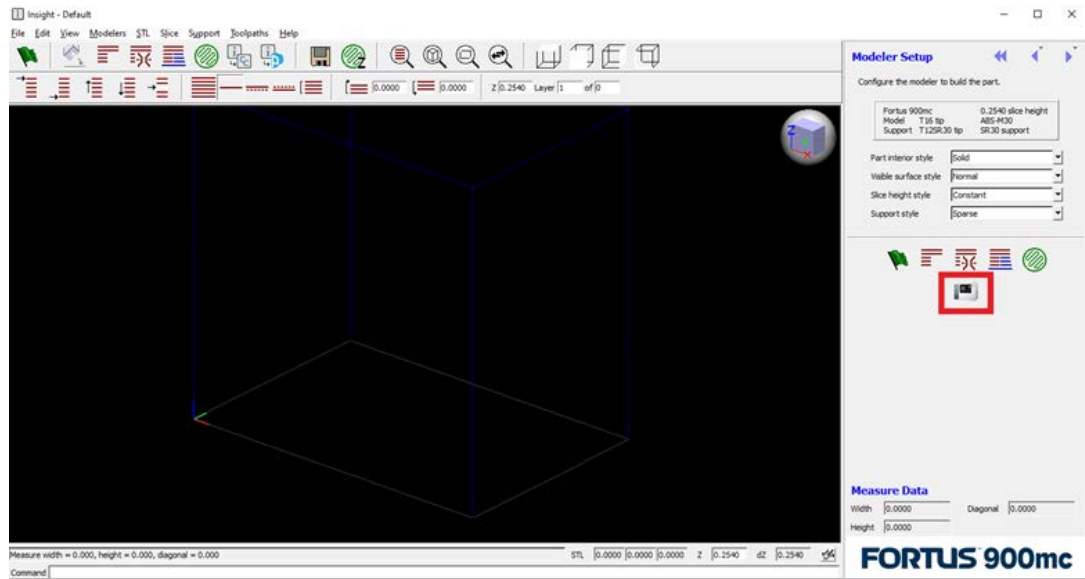 Insight - Default
File Edit View Modelers STL Slice Support Toolpaths Help
Z
0.0000 0.0000 Z 0.2540 Layer 1 of 0
Z
X
Modeler Setup
Configure the modeler to build the part.
Fortus 900mc 0.2540 slice height
Model T16 tip ABS-M30
Support T12SR30 tip SR30 support
Part interior style Solid
Visible surface style Normal
Slice height style Constant
Support style Sparse
Measure Data
Width 0.0000 Diagonal 0.0000
Height 0.0000
Measure width = 0.000, height = 0.000, diagonal = 0.000 STL 0.0000 0.0000 0.0000 Z 0.2540 dZ 0.2540
Command
FORTUS 900mc